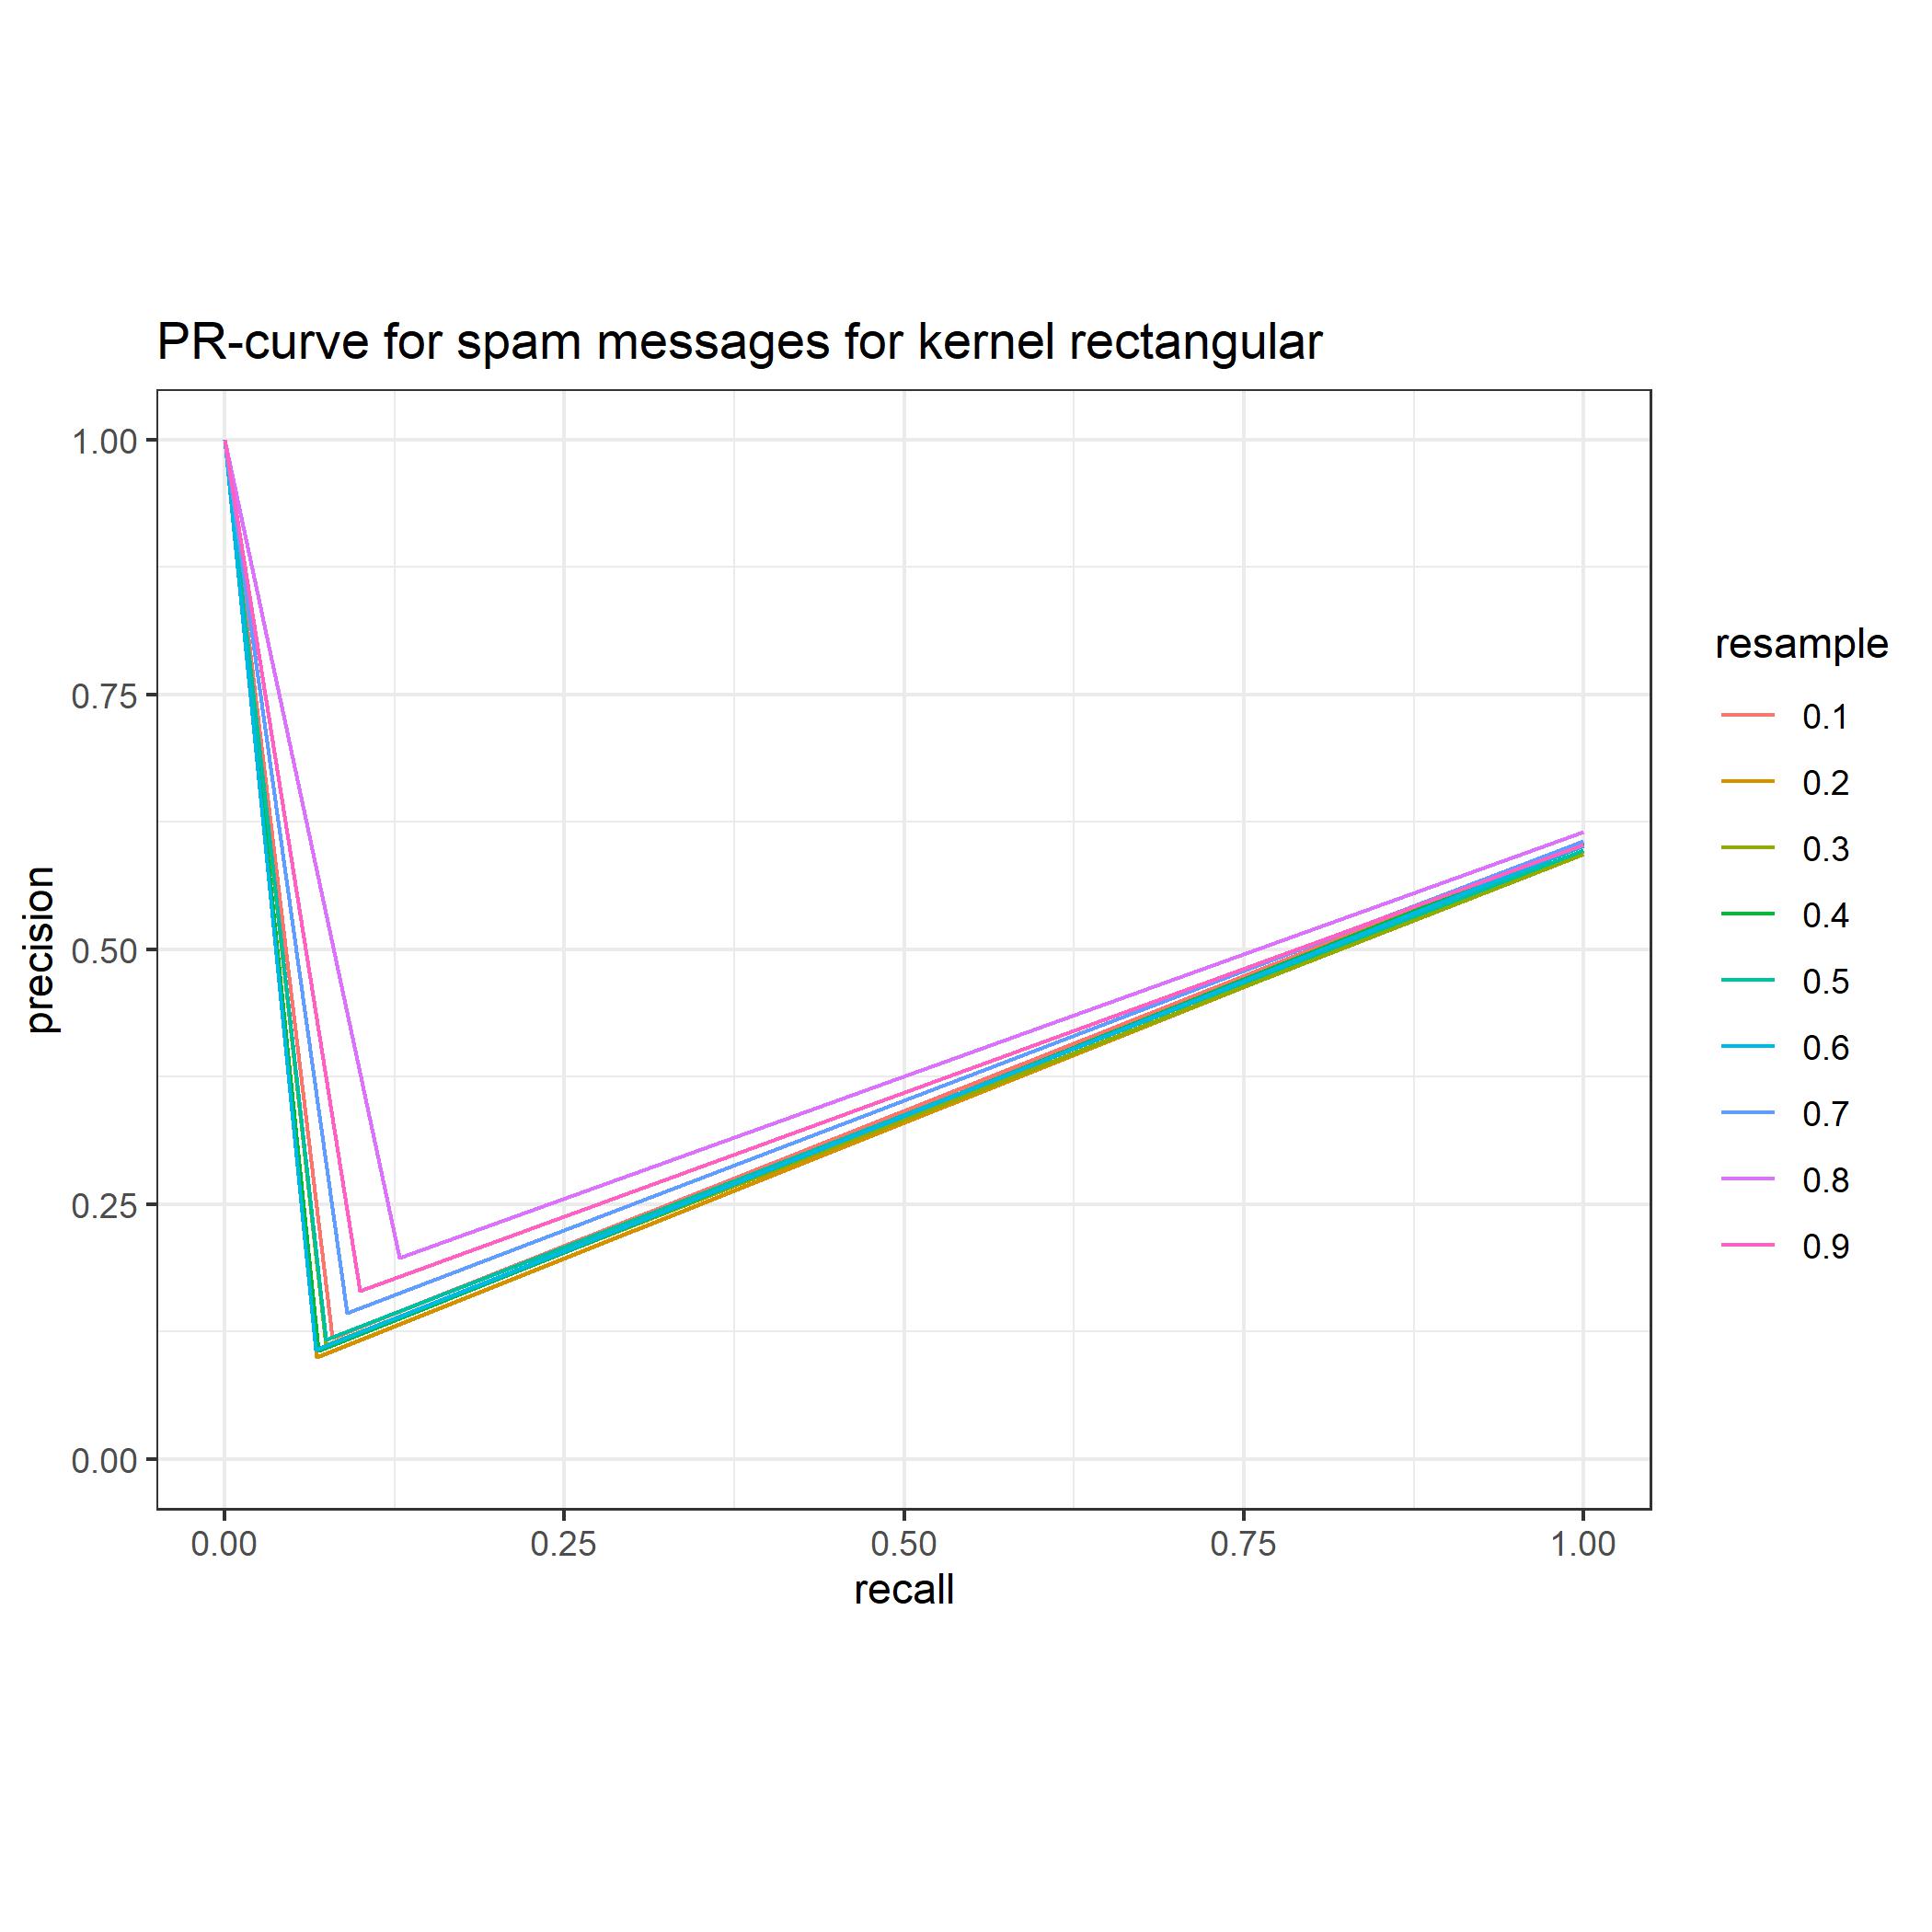 PR-curve for spam messages for kernel rectangular
1.00
0.75
0.50
0.25
0.00
precision
0.00 0.25 0.50 0.75 1.00
recall
resample
0.1
0.2
0.3
0.4
0.5
0.6
0.7
0.8
0.9